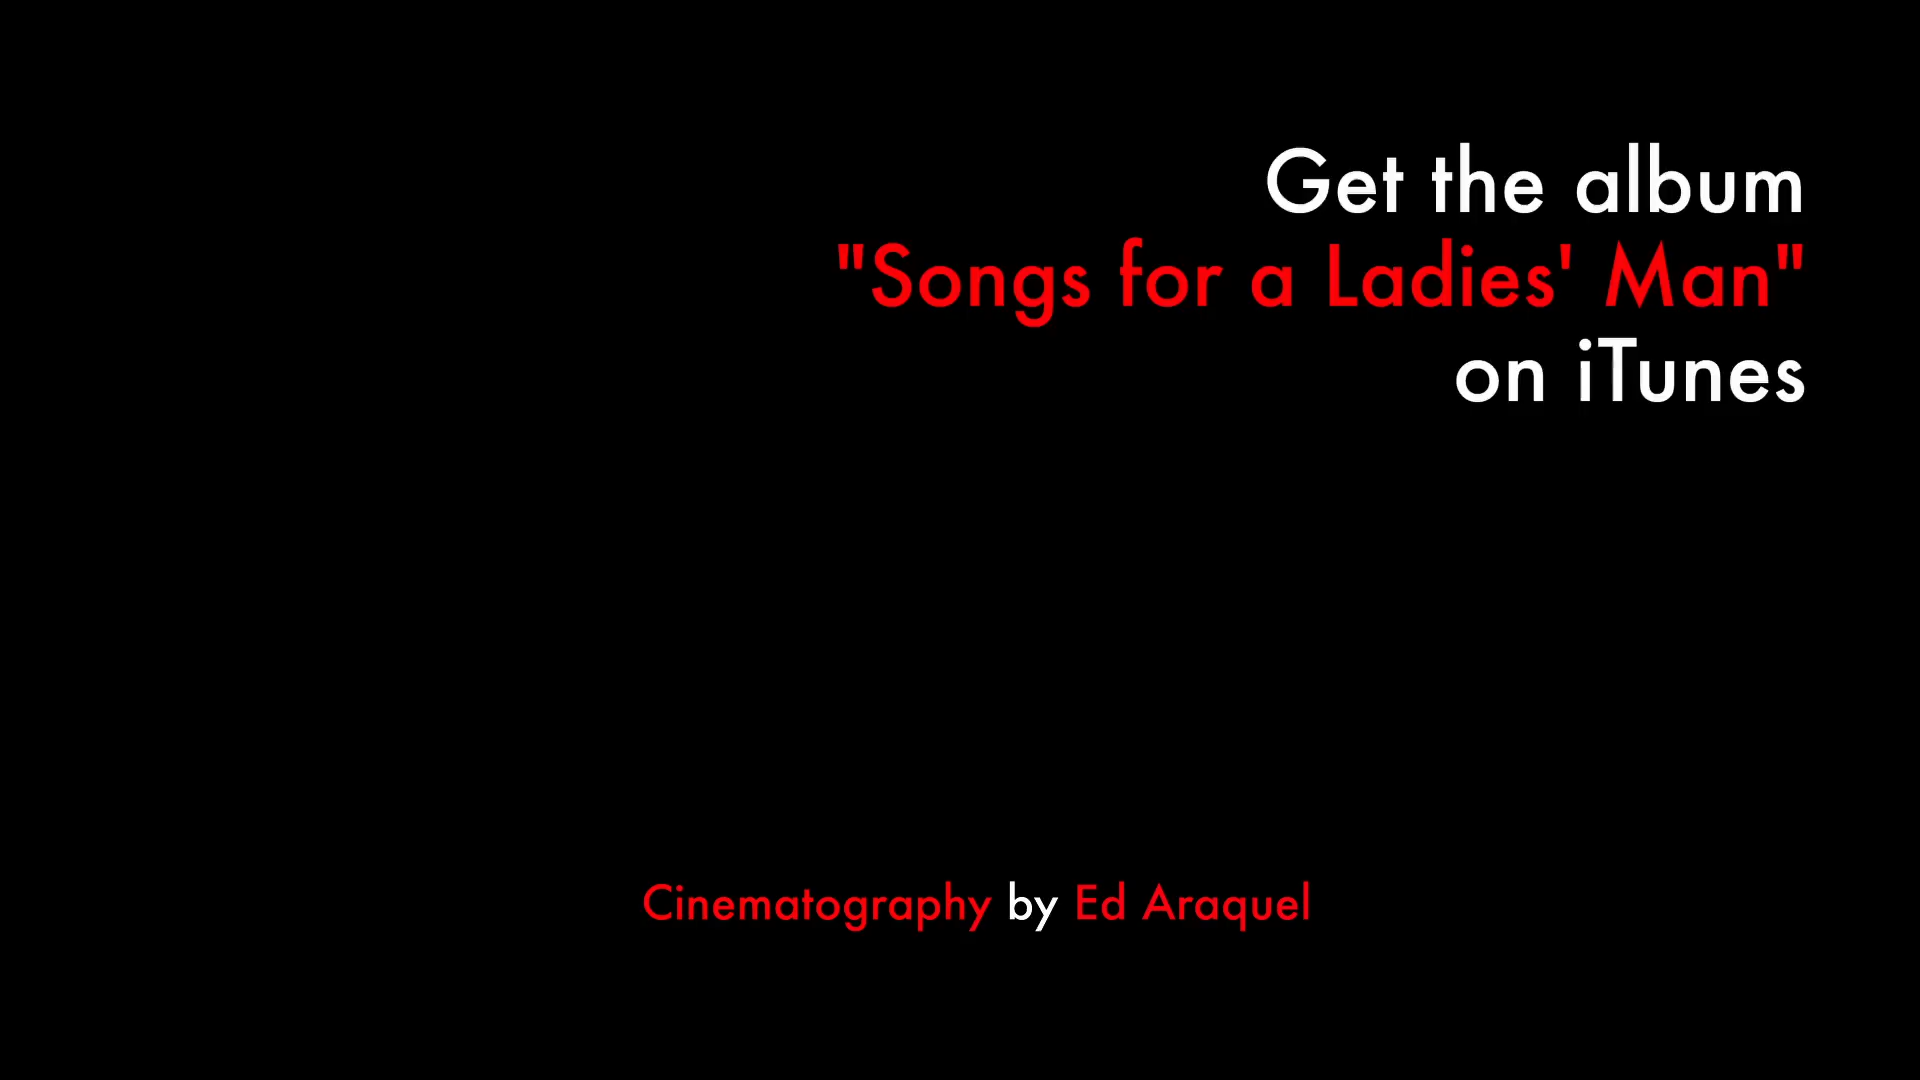 Get the album
"Songs for a Ladies' Man"
on iTunes
Cinematography by Ed Araquel